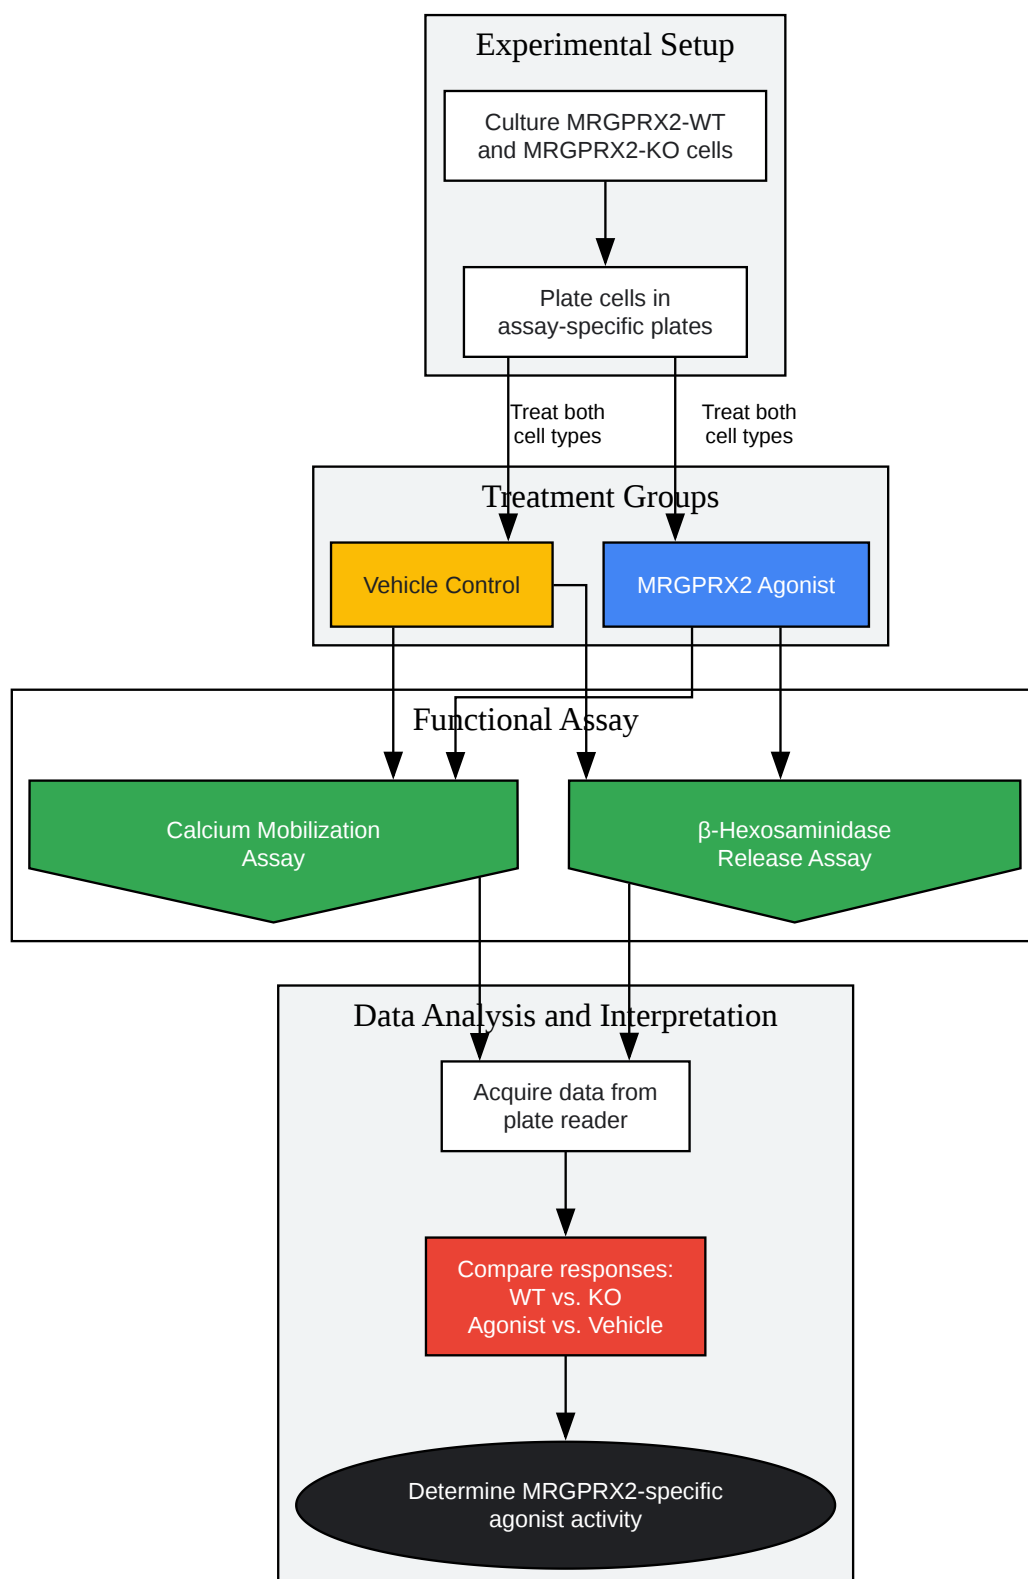 Experimental Setup
Culture MRGPRX2-WT
and MRGPRX2-KO cells
Plate cells in
assay-specific plates
Treat both
cell types
Treat both
cell types
Treatment Groups
Vehicle Control
MRGPRX2 Agonist
Functional Assay
Calcium Mobilization
Assay
β-Hexosaminidase
Release Assay
Data Analysis and Interpretation
Acquire data from
plate reader
Compare responses:
WT vs. KO
Agonist vs. Vehicle
Determine MRGPRX2-specific
agonist activity